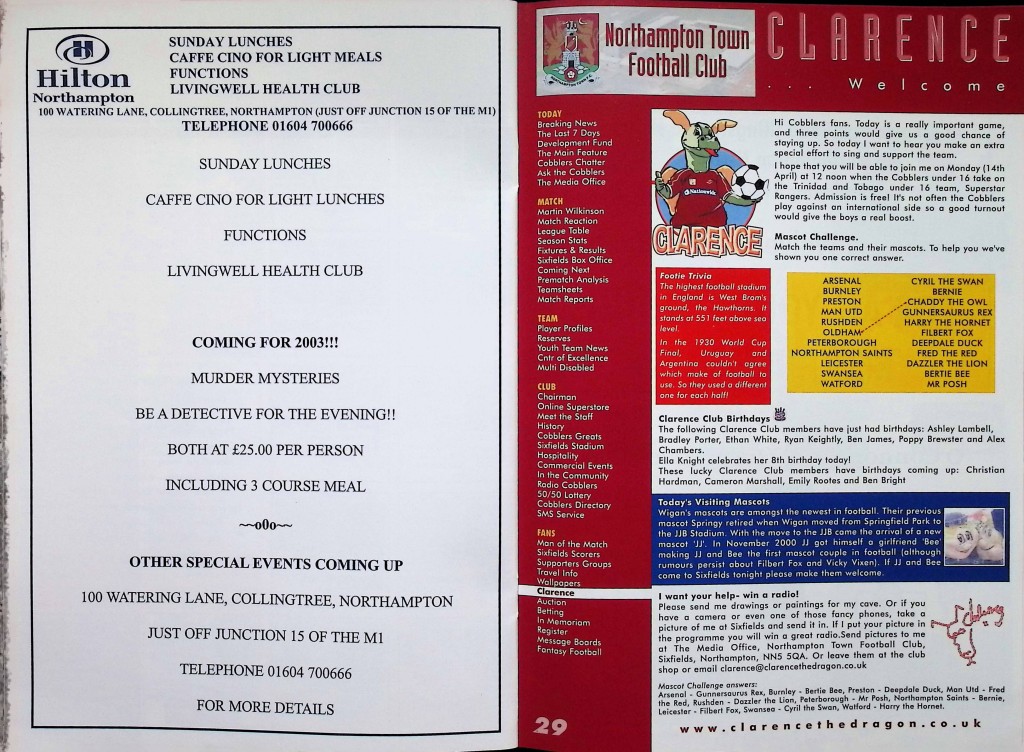 Hilton
Northampton
SUNDAY LUNCHES
CAFFE CINO FOR LIGHT MEALS
FUNCTIONS
LIVINGWELL HEALTH CLUB
100 WATERING LANE, COLLINGTREE, NORTHAMPTON (JUST OFF JUNCTION 15 OF THE M1)
TELEPHONE 01604 700666
SUNDAY LUNCHES
CAFFE CINO FOR LIGHT LUNCHES
FUNCTIONS
LIVINGWELL HEALTH CLUB
COMING FOR 2003!!!
MURDER MYSTERIES
BE A DETECTIVE FOR THE EVENING!!
BOTH AT £25.00 PER PERSON
INCLUDING 3 COURSE MEAL
~~o0o~~
OTHER SPECIAL EVENTS COMING UP
100 WATERING LANE, COLLINGTREE, NORTHAMPTON
JUST OFF JUNCTION 15 OF THE M1
TELEPHONE 01604 700666
FOR MORE DETAILS
Northampton Town
Football Club
CLARENCE
... Welcome
TODAY
Breaking News
The Last 7 Days
Development Fund
The Main Feature
Cobblers Chatter
Ask the Cobblers
The Media Office
MATCH
Martin Wilkinson
Match Reaction
League Table
Season Stats
Fixtures & Results
Sixfields Box Office
Coming Next
Prematch Analysis
Teamsheets
Match Reports
TEAM
Player Profiles
Reserves
Youth Team News
Cntr of Excellence
Multi Disabled
CLUB
Chairman
Online Superstore
Meet the Staff
History
Cobblers Greats
Sixfields Stadium
Hospitality
Commercial Events
In the Community
Radio Cobblers
50/50 Lottery
Cobblers Directory
SMS Service
FANS
Man of the Match
Sixfields Scorers
Supporters Groups
Travel Info
Wallpapers
Clarence
Auction
Betting
In Memoriam
Register
Message Boards
Fantasy Football
29
Nationwide
CLARENCE
Hi Cobblers fans. Today is a really important game,
and three points would give us a good chance of
staying up. So today I want to hear you make an extra
special effort to sing and support the team.
I hope that you will be able to join me on Monday (14th
April) at 12 noon when the Cobblers under 16 take on
the Trinidad and Tobago under 16 team, Superstar
Rangers. Admission is free! It's not often the Cobblers
play against an international side so a good turnout
would give the boys a real boost.
Mascot Challenge.
Match the teams and their mascots. To help you we've
shown you one correct answer.
Footie Trivia
The highest football stadium
in England is West Brom's
ground, the Hawthorns. It
stands at 551 feet above sea
level.
In the 1930 World Cup
Final, Uruguay and
Argentina couldn't agree
which make of football to
use. So they used a different
one for each half!
ARSENAL CYRIL THE SWAN
BURNLEY BERNIE
PRESTON CHADDY THE OWL
MAN UTD GUNNERSAURUS REX
RUSHDEN HARRY THE HORNET
OLDHAM FILBERT FOX
PETERBOROUGH DEEPDALE DUCK
NORTHAMPTON SAINTS FRED THE RED
LEICESTER DAZZLER THE LION
SWANSEA BERTIE BEE
WATFORD MR POSH
Clarence Club Birthdays
The following Clarence Club members have just had birthdays: Ashley Lambell,
Bradley Porter, Ethan White, Ryan Keightly, Ben James, Poppy Brewster and Alex
Chambers.
Ella Knight celebrates her 8th birthday today!
These lucky Clarence Club members have birthdays coming up: Christian
Hardman, Cameron Marshall, Emily Rootes and Ben Bright
Today's Visiting Mascots
Wigan's mascots are amongst the newest in football. Their previous
mascot Springy retired when Wigan moved from Springfield Park to
the JJB Stadium. With the move to the JJB came the arrival of a new
mascot 'JJ'. In November 2000 JJ got himself a girlfriend 'Bee'
making JJ and Bee the first mascot couple in football (although
rumours persist about Filbert Fox and Vicky Vixen). If JJ and Bee
come to Sixfields tonight please make them welcome.
I want your help- win a radio!
Please send me drawings or paintings for my cave. Or if you
have a camera or even one of those fancy phones, take a
picture of me at Sixfields and send it in. If I put your picture in
the programme you will win a great radio.Send pictures to me
at The Media Office, Northampton Town Football Club,
Sixfields, Northampton, NN5 5QA. Or leave them at the club
shop or email clarence@clarencethedragon.co.uk
Clarence
Mascot Challenge answers:
Arsenal - Gunnersaurus Rex, Burnley - Bertie Bee, Preston - Deepdale Duck, Man Utd - Fred
the Red, Rushden - Dazzler the Lion, Peterborough - Mr Posh, Northampton Saints - Bernie,
Leicester - Filbert Fox, Swansea - Cyril the Swan, Watford - Harry the Hornet.
www.clarencethedragon.co.uk